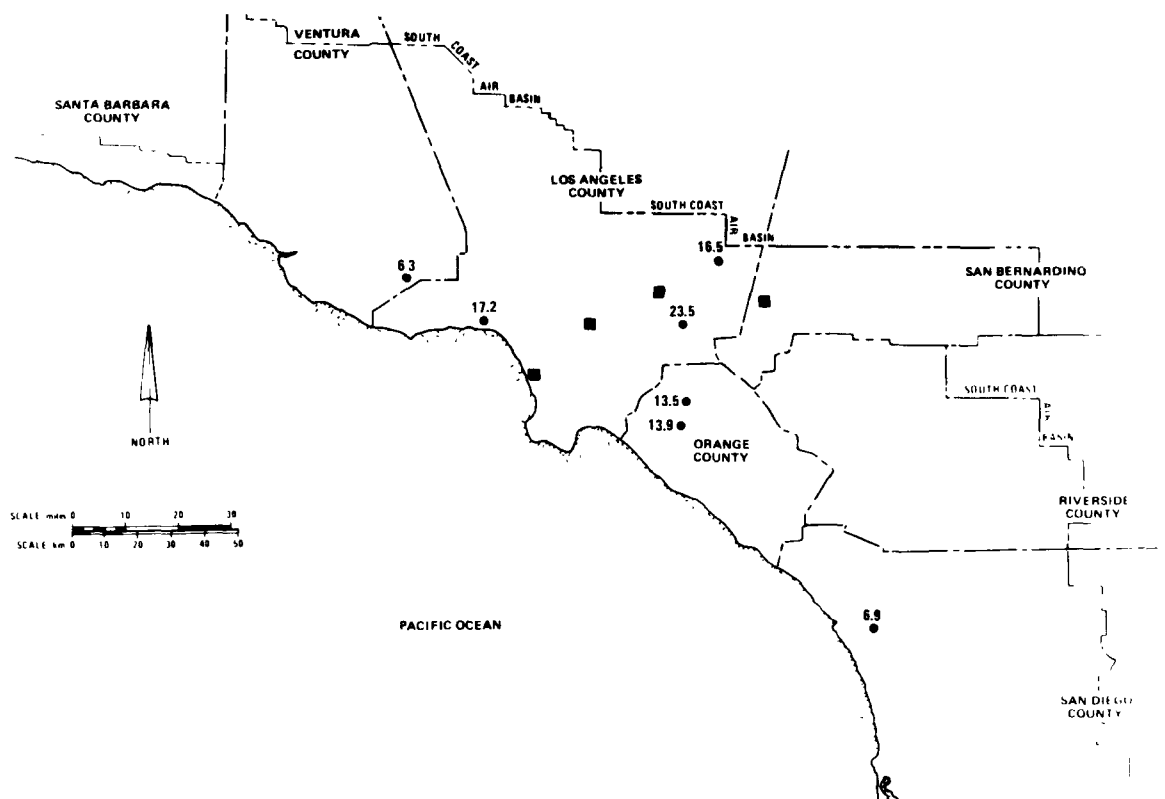 VENTURA
COUNTY
SOUTH
COAST
AIR
BASIN
SANTA BARBARA
COUNTY
LOS ANGELES
COUNTY
SOUTH COAST
AIR
BASIN
16.5
SAN BERNARDINO
COUNTY
6.3
17.2
23.5
13.5
13.9
ORANGE
COUNTY
SOUTH COAST
AIR
BASIN
NORTH
RIVERSIDE
COUNTY
SCALE miles 0 10 20 30
SCALE km 0 10 20 30 40 50
PACIFIC OCEAN
6.9
SAN DIEGO
COUNTY